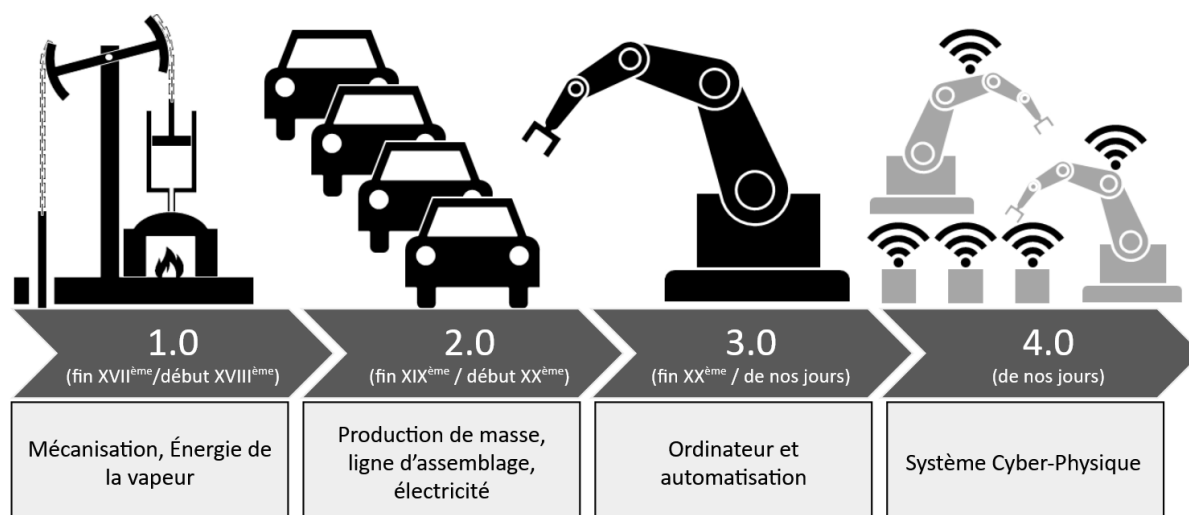 1.0
(fin XVIIème/début XVIIIème)
2.0
(fin XIXème / début XXème)
3.0
(fin XXème / de nos jours)
4.0
(de nos jours)
Mécanisation, Énergie de
la vapeur
Production de masse,
ligne d'assemblage,
électricité
Ordinateur et
automatisation
Système Cyber-Physique